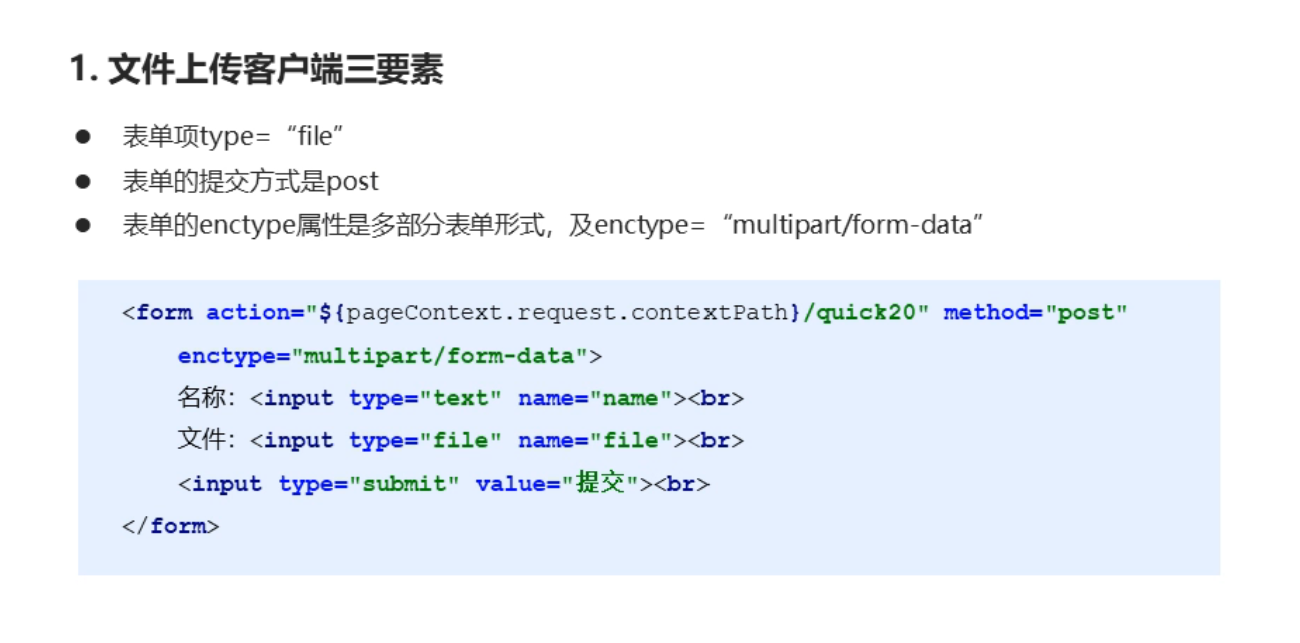 1. 文件上传客户端三要素
● 表单项type=“file”
● 表单的提交方式是post
● 表单的enctype属性是多部分表单形式，及enctype=“multipart/form-data”
<form action="${pageContext.request.contextPath}/quick20" method="post"
enctype="multipart/form-data">
名称：<input type="text" name="name"><br>
文件：<input type="file" name="file"><br>
<input type="submit" value="提交"><br>
</form>